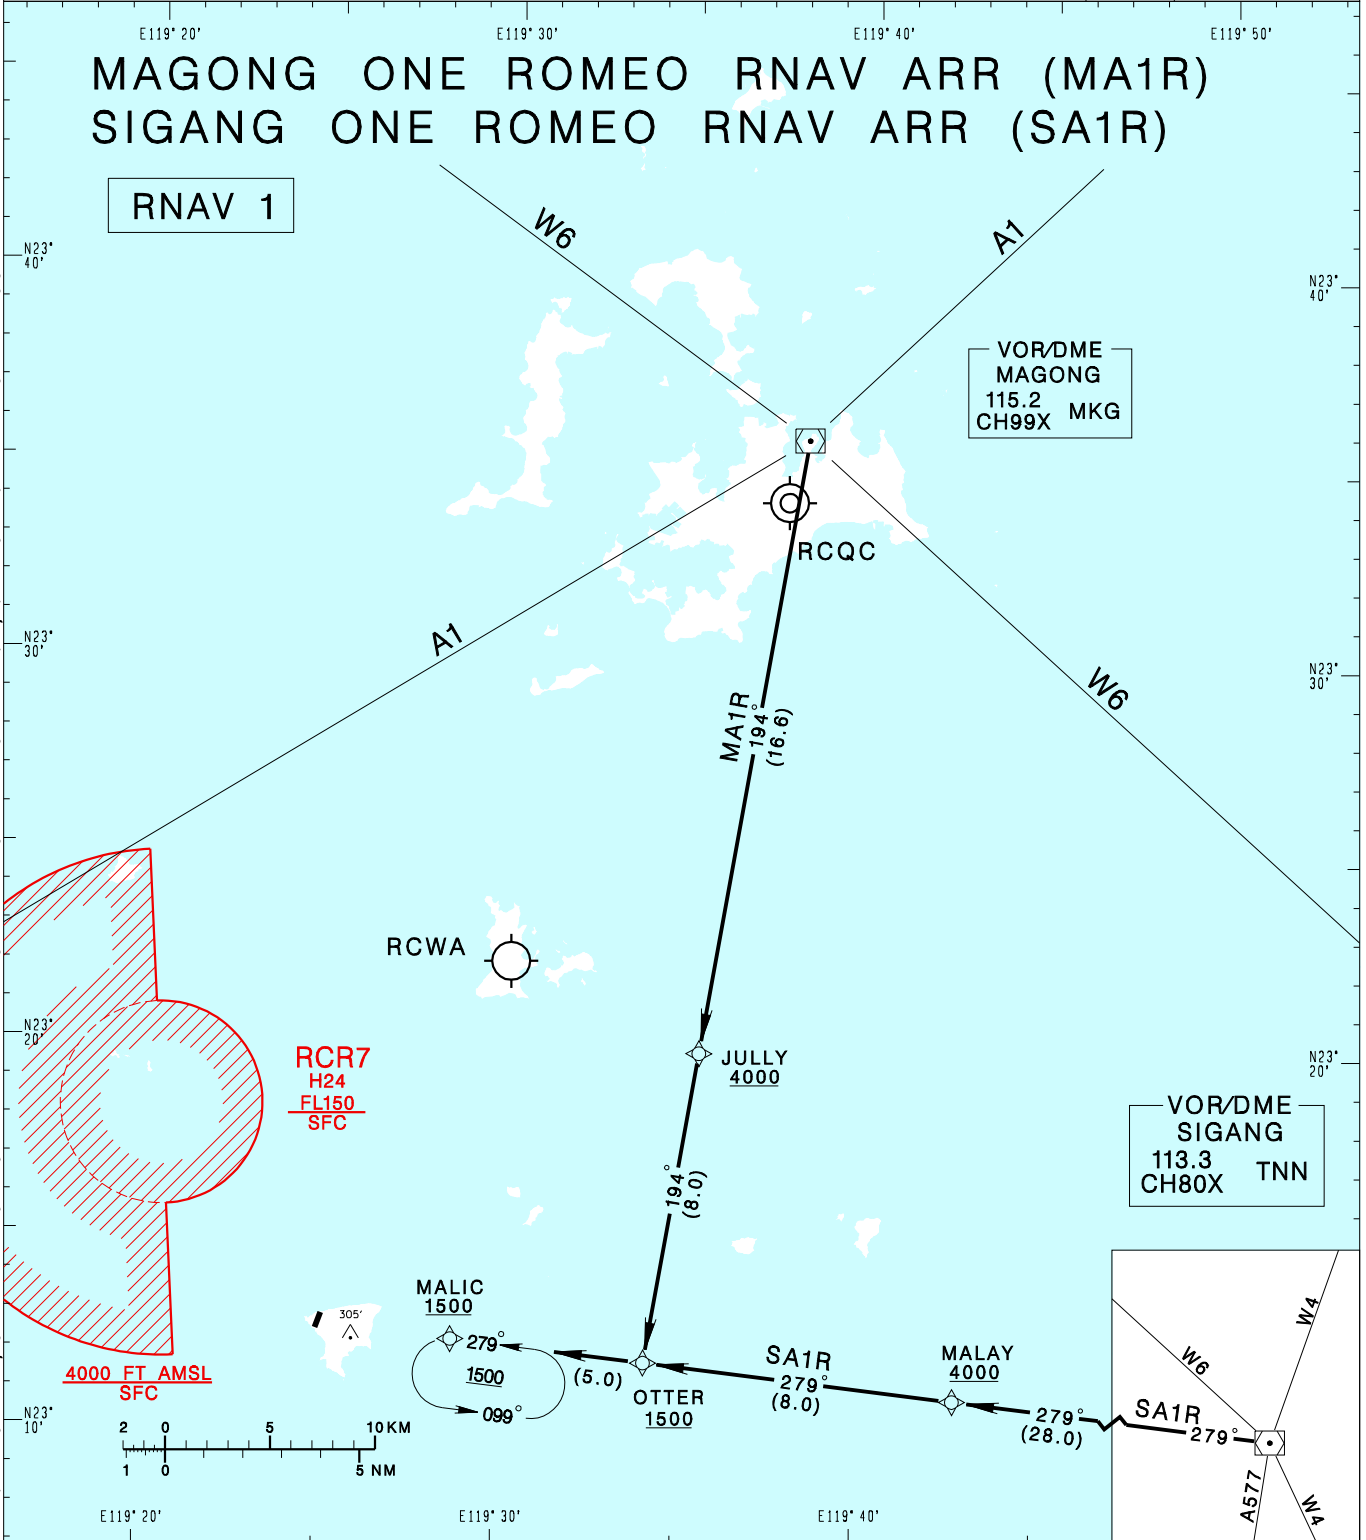 E119° 20'
E119° 30'
E119° 40'
E119° 50'
MAGONG ONE ROMEO RNAV ARR (MA1R)
SIGANG ONE ROMEO RNAV ARR (SA1R)
RNAV 1
W6
A1
N23°
40'
N23°
40'
VOR/DME
MAGONG
115.2
CH99X
MKG
RCQC
A1
N23°
30'
N23°
30'
W6
MA1R
194°
(16.6)
RCWA
N23°
20'
N23°
20'
JULLY
4000
RCR7
H24
FL150
SFC
VOR/DME
SIGANG
113.3
CH80X
TNN
194°
(8.0)
MALIC
1500
305'
279°
1500
099°
(5.0)
OTTER
1500
SA1R
279°
(8.0)
MALAY
4000
279°
(28.0)
SA1R
279°
W6
W4
A577
W4
4000 FT AMSL
SFC
N23°
10'
2 0 5 10 KM
1 0 5 NM
E119° 20'
E119° 30'
E119° 40'